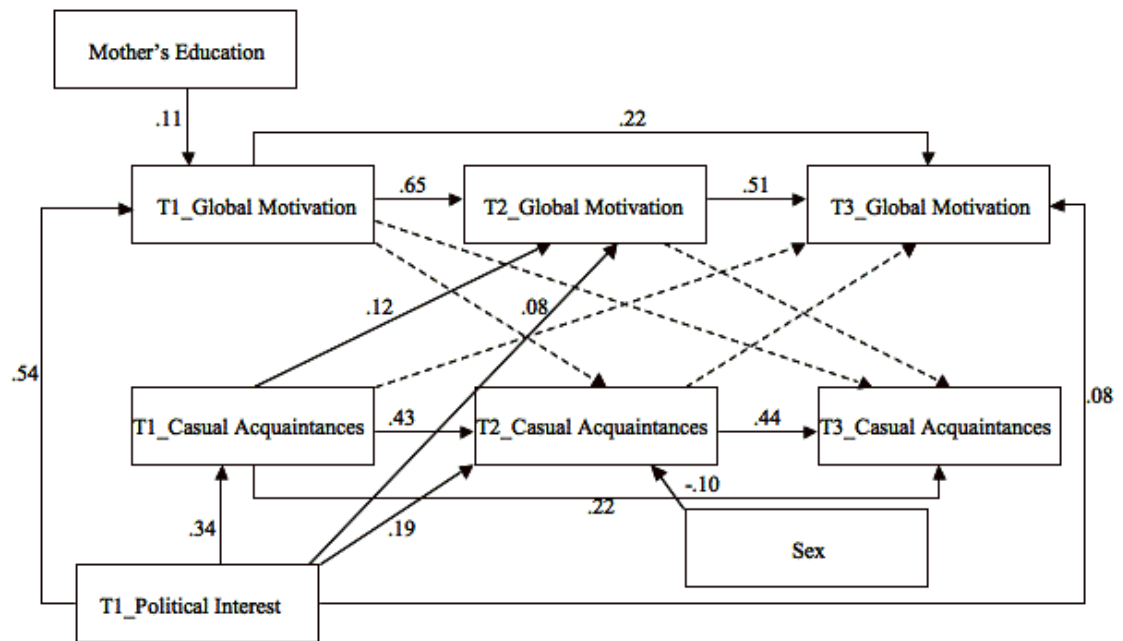 Mother's Education
.11
.22
T1_Global Motivation
.65
T2_Global Motivation
.51
T3_Global Motivation
.12
.08
.54
.08
T1_Casual Acquaintances
.43
T2_Casual Acquaintances
.44
T3_Casual Acquaintances
-.10
.22
.34
.19
Sex
T1_Political Interest